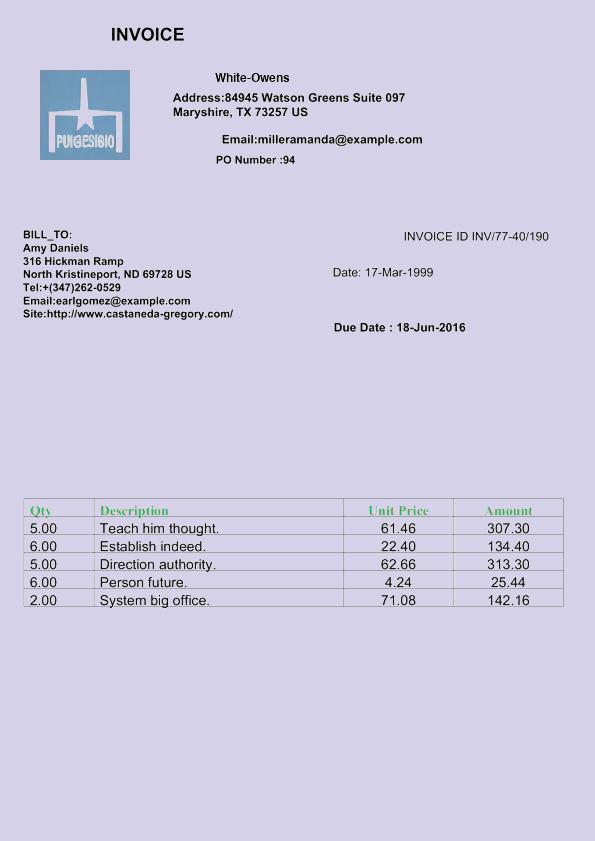 INVOICE
White-Owens
Address:84945 Watson Greens Suite 097
Maryshire, TX 73257 US
Email:milleramanda@example.com
PO Number :94
PUIGESIGIO
BILL_TO:
Amy Daniels
316 Hickman Ramp
North Kristineport, ND 69728 US
Tel:+(347)262-0529
Email:earlgomez@example.com
Site:http://www.castaneda-gregory.com/
INVOICE ID INV/77-40/190
Date: 17-Mar-1999
Due Date : 18-Jun-2016
Qty Description Unit Price Amount
5.00 Teach him thought. 61.46 307.30
6.00 Establish indeed. 22.40 134.40
5.00 Direction authority. 62.66 313.30
6.00 Person future. 4.24 25.44
2.00 System big office. 71.08 142.16